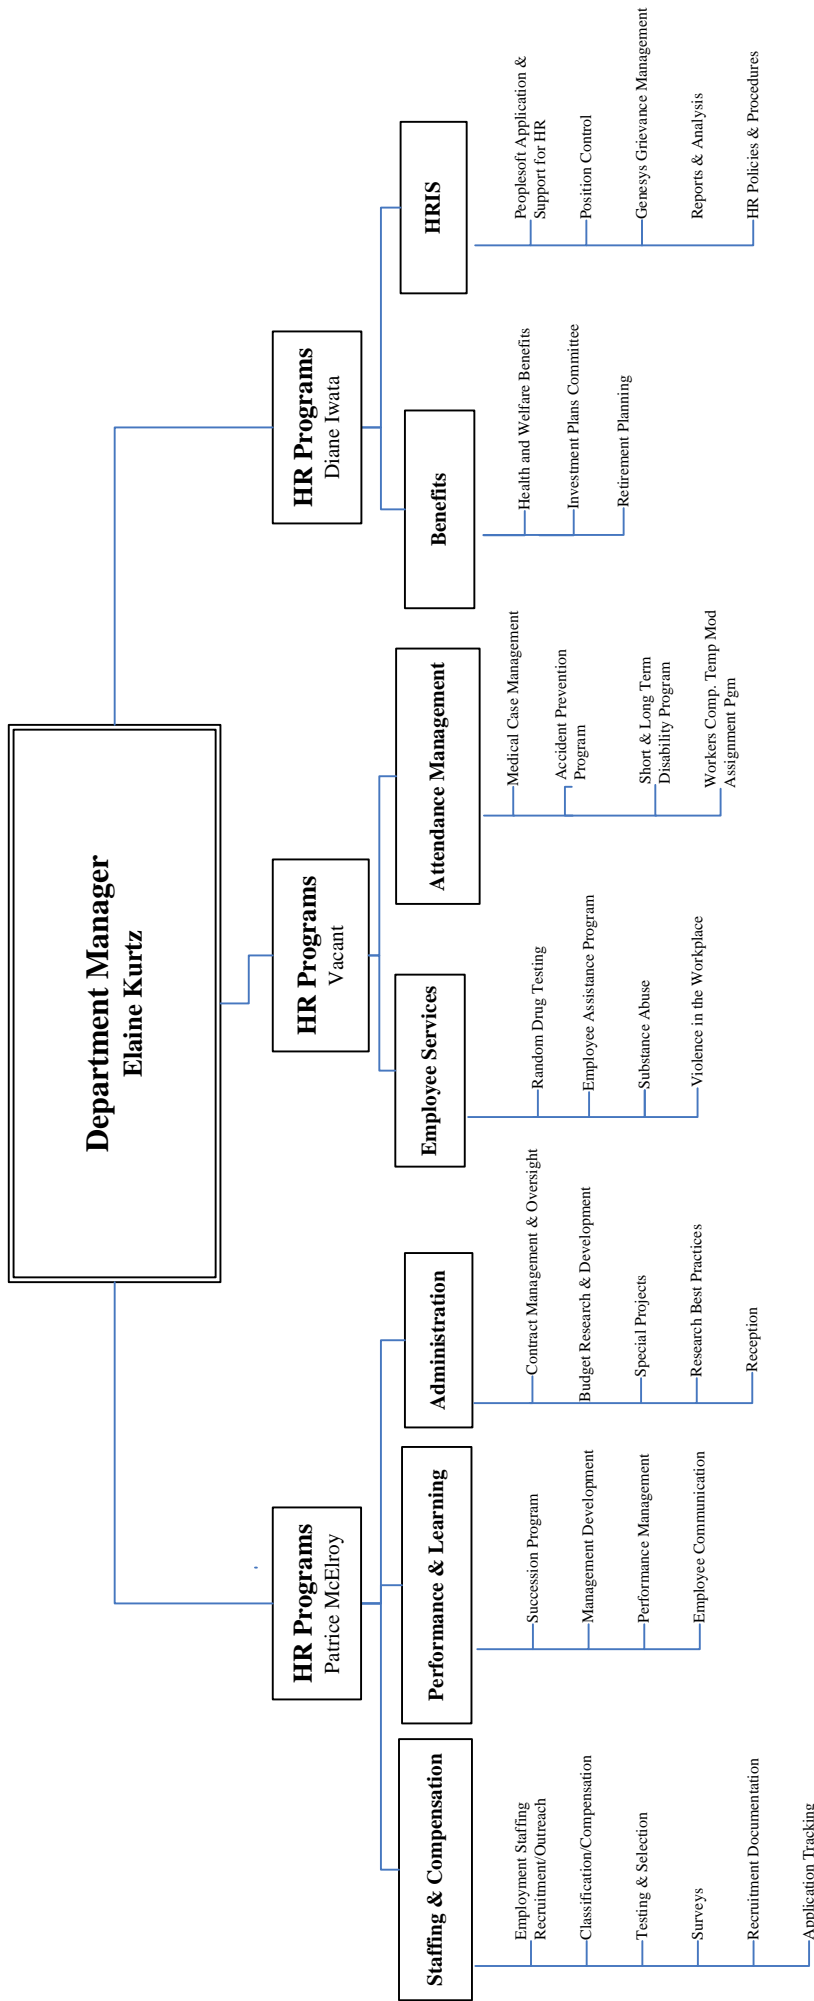 Department Manager
Elaine Kurtz
HR Programs
Patrice McElroy
HR Programs
Vacant
HR Programs
Diane Iwata
Staffing & Compensation
Employment Staffing
Recruitment/Outreach
Classification/Compensation
Testing & Selection
Surveys
Recruitment Documentation
Application Tracking
Performance & Learning
Succession Program
Management Development
Performance Management
Employee Communication
Administration
Contract Management & Oversight
Budget Research & Development
Special Projects
Research Best Practices
Reception
Employee Services
Random Drug Testing
Employee Assistance Program
Substance Abuse
Violence in the Workplace
Attendance Management
Medical Case Management
Accident Prevention
Program
Short & Long Term
Disability Program
Workers Comp. Temp Mod
Assignment Pgm
Benefits
Health and Welfare Benefits
Investment Plans Committee
Retirement Planning
HRIS
Peoplesoft Application &
Support for HR
Position Control
Genesys Grievance Management
Reports & Analysis
HR Policies & Procedures